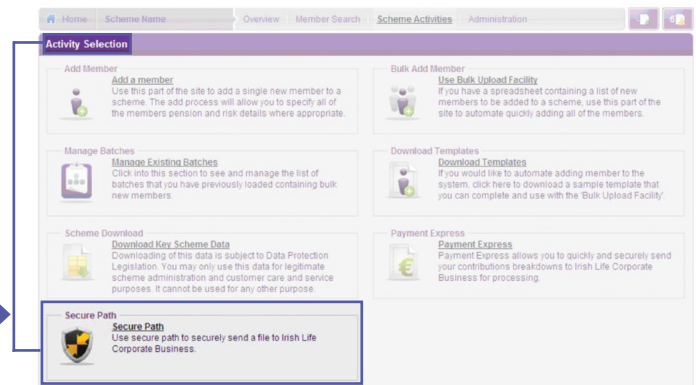 Home Scheme Name Overview Member Search Scheme Activities Administration
Activity Selection
Add Member
Add a member
Use this part of the site to add a single new member to a
scheme. The add process will allow you to specify all of
the members pension and risk details where appropriate.
Bulk Add Member
Use Bulk Upload Facility
If you have a spreadsheet containing a list of new
members to be added to a scheme, use this part of the
site to automate quickly adding all of the members.
Manage Batches
Manage Existing Batches
Click into this section to see and manage the list of
batches that you have previously loaded containing bulk
new members.
Download Templates
Download Templates
If you would like to automate adding member to the
system, click here to download a sample template that
you can complete and use with the 'Bulk Upload Facility'.
Scheme Download
Download Key Scheme Data
Downloading of this data is subject to Data Protection
Legislation. You may only use this data for legitimate
scheme administration and customer care and service
purposes. It cannot be used for any other purpose.
Payment Express
Payment Express
Payment Express allows you to quickly and securely send
your contributions breakdowns to Irish Life Corporate
Business for processing.
Secure Path
Secure Path
Use secure path to securely send a file to Irish Life
Corporate Business.